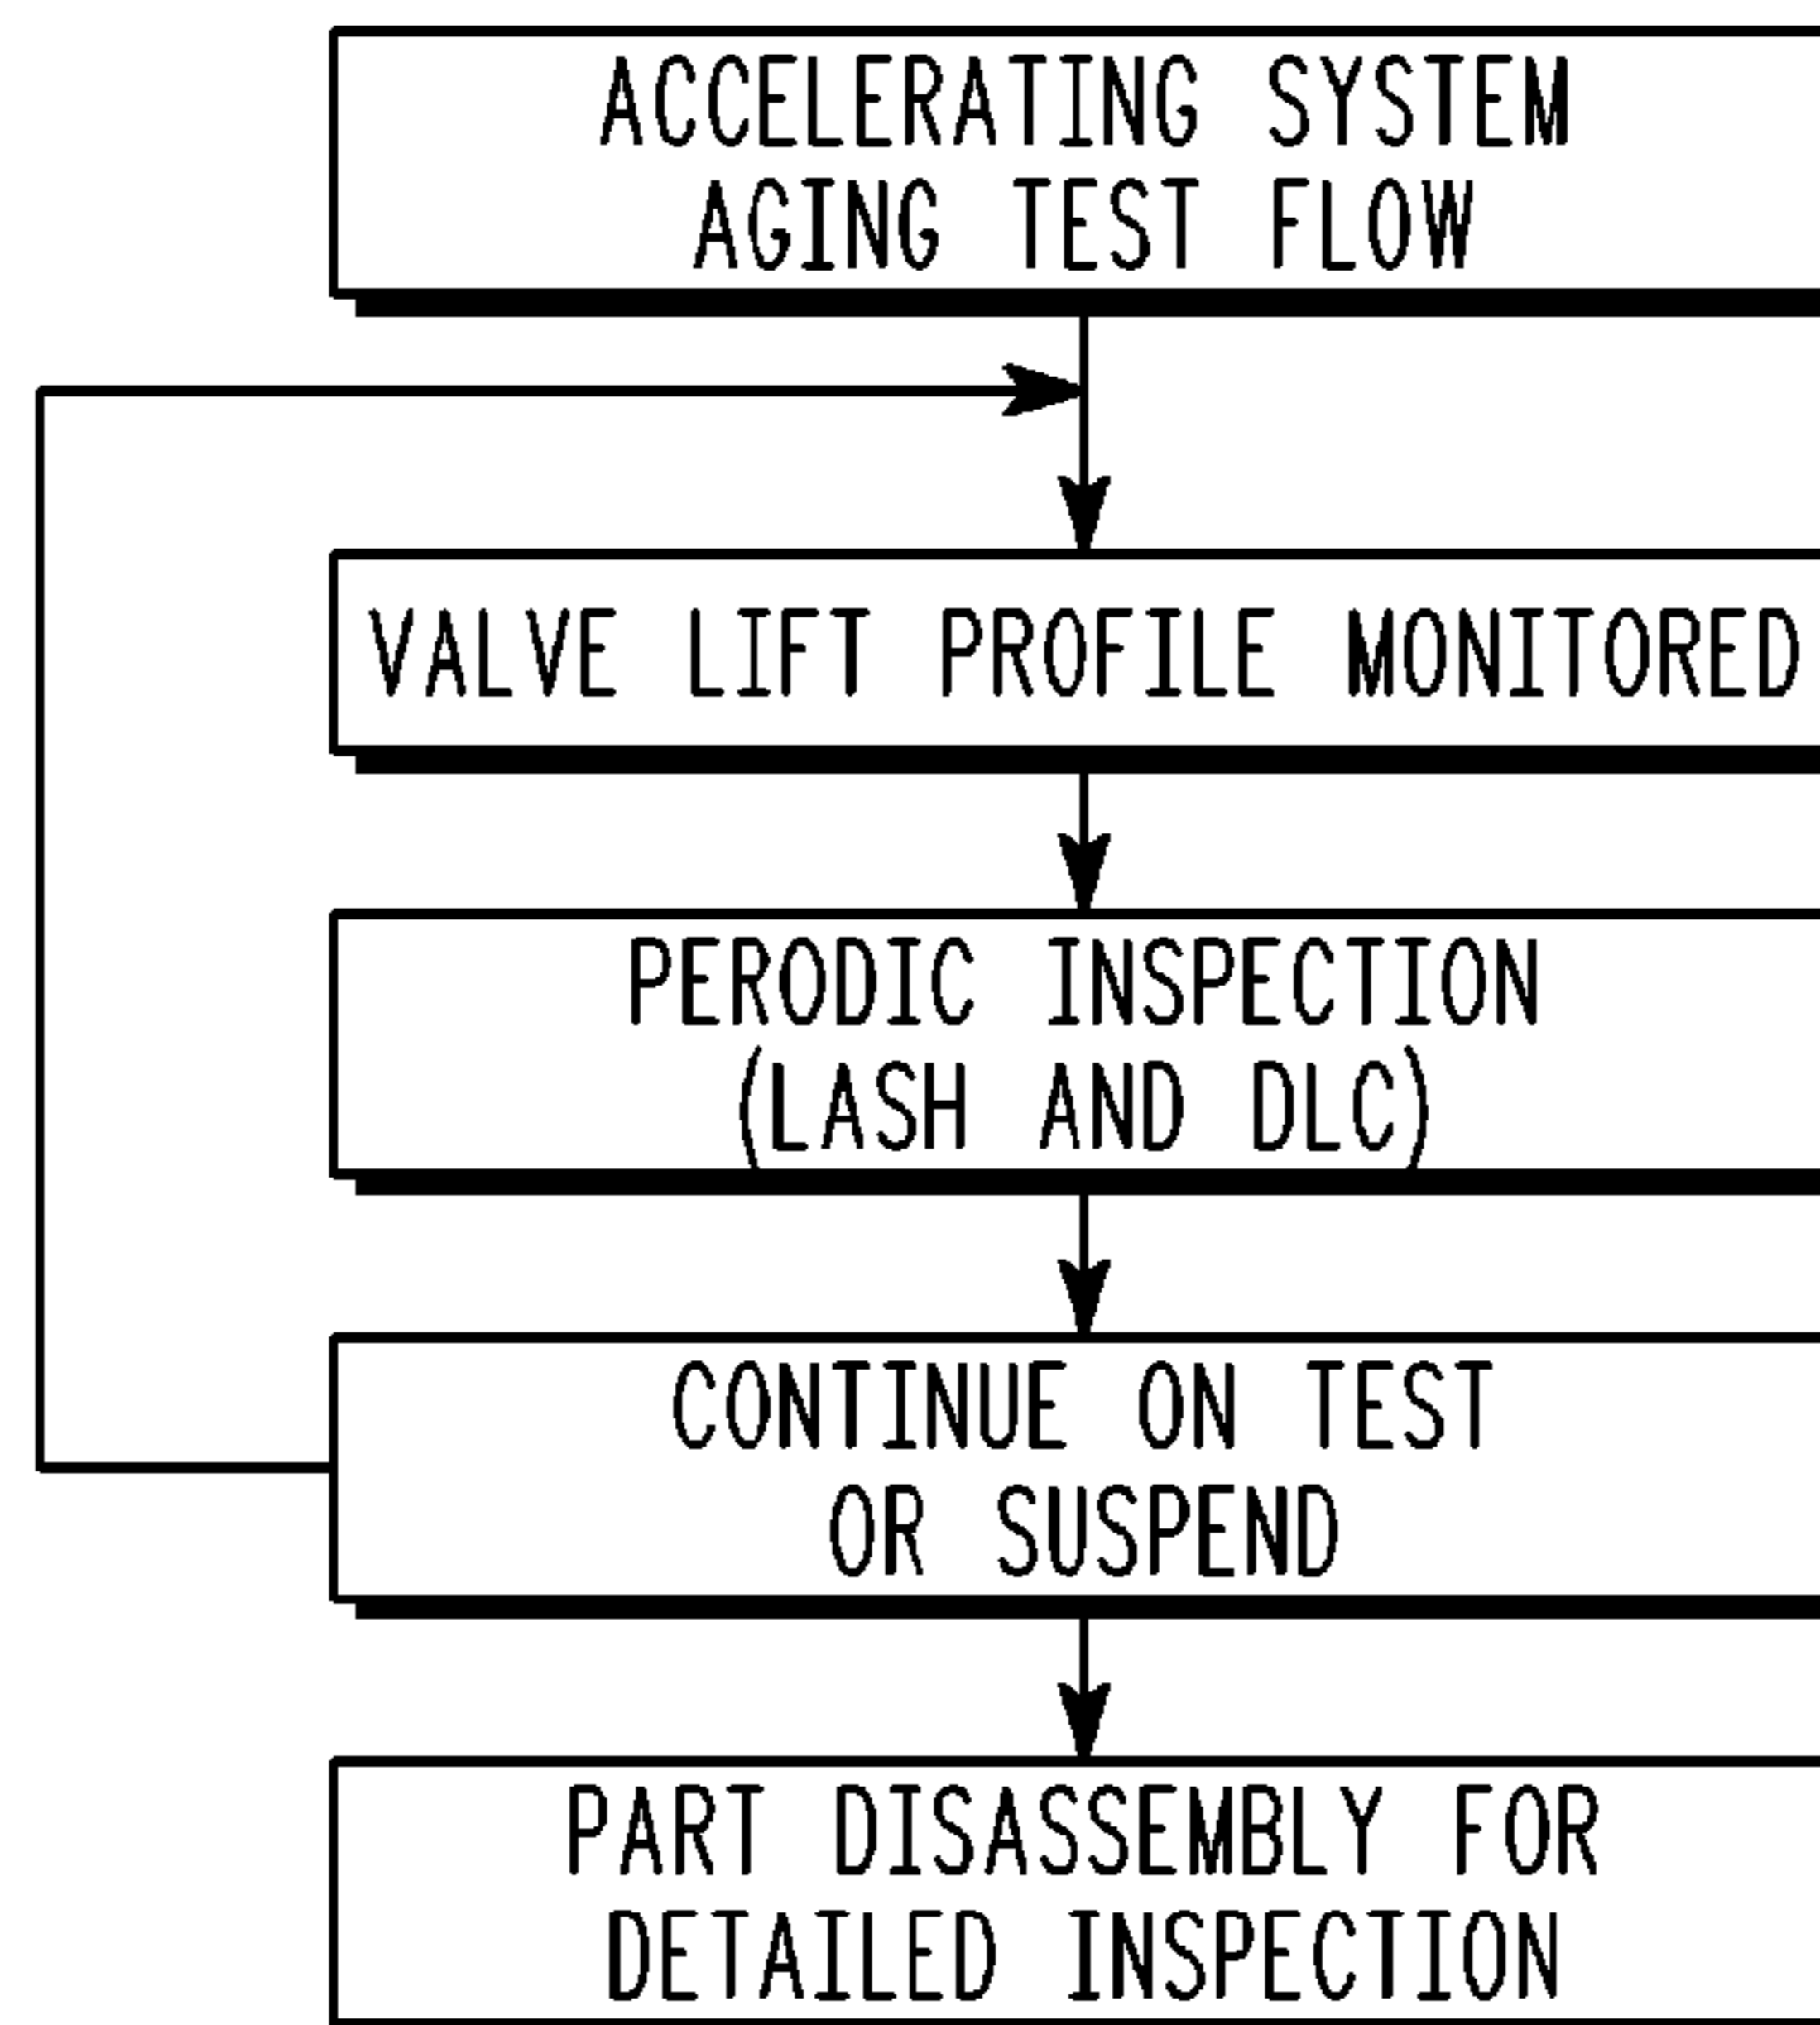 ACCELERATING SYSTEM
AGING TEST FLOW
VALVE LIFT PROFILE MONITORED
PERODIC INSPECTION
(LASH AND DLC)
CONTINUE ON TEST
OR SUSPEND
PART DISASSEMBLY FOR
DETAILED INSPECTION